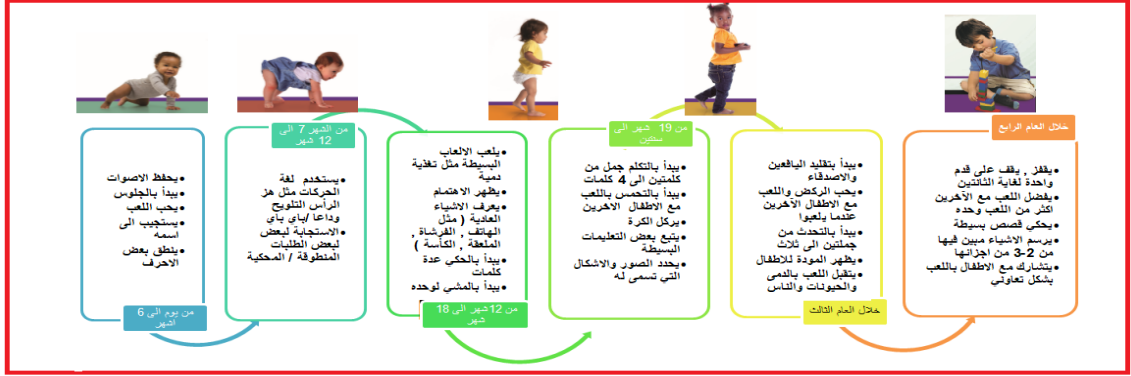 يحفظ الاصوات
يبدأ بالجلوس
يحب اللعب
يستجيب الى
اسمه
ينطق بعض
الاحرف
من يوم الى 6
اشهر
من الشهر 7 الى
12 شهر
يستخدم لغة
الحركات مثل هز
الرأس التلويح
وداعا /باي باي
الاستجابة لبعض
لبعض الطلبات
المنطوقة / المحكية
يلعب الالعاب
البسيطة مثل تغذية
دمية
يظهر الاهتمام
يعرف الاشياء
العادية ( مثل
الهاتف , الفرشاة ,
الملعقة , الكأسة )
يبدأ بالحكي عدة
كلمات
يبدأ بالمشي لوحده
من 12شهر الى 18
شهر
من 19 شهر الى
سنتين
يبدأ بالتكلم جمل من
كلمتين الى 4 كلمات
يبدأ بالتحمس باللعب
مع الاطفال الاخرين
يركل الكرة
يتبع بعض التعليمات
البسيطة
يحدد الصور والاشكال
التي تسمى له
يبدأ بتقليد اليافعين
والاصدقاء
يحب الركض واللعب
مع الاطفال الآخرين
عندما يلعبوا
يبدأ بالتحدث من
جملتين الى ثلاث
يظهر المودة للاطفال
يتقبل اللعب بالدمى
والحيونات والناس
خلال العام الثالث
خلال العام الرابع
يقفز , يقف على قدم
واحدة لغاية الثانتين
يفضل اللعب مع الآخرين
اكثر من اللعب وحده
يحكي قصص بسيطة
يرسم الاشياء مبين فيها
من 2-3 من اجزائها
يتشارك مع الاطفال باللعب
بشكل تعاوني